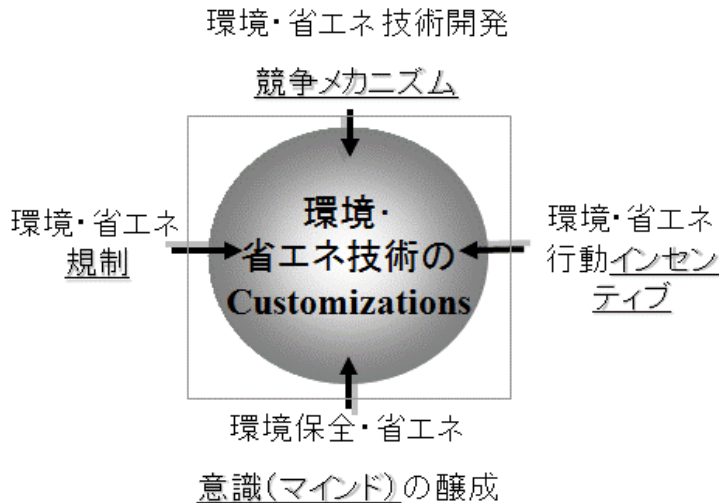 環境・省エネ技術開発
競争メカニズム
環境・省エネ
規制
環境・
省エネ技術の
Customizations
環境・省エネ
行動インセン
ティブ
環境保全・省エネ
意識(マインド)の醸成